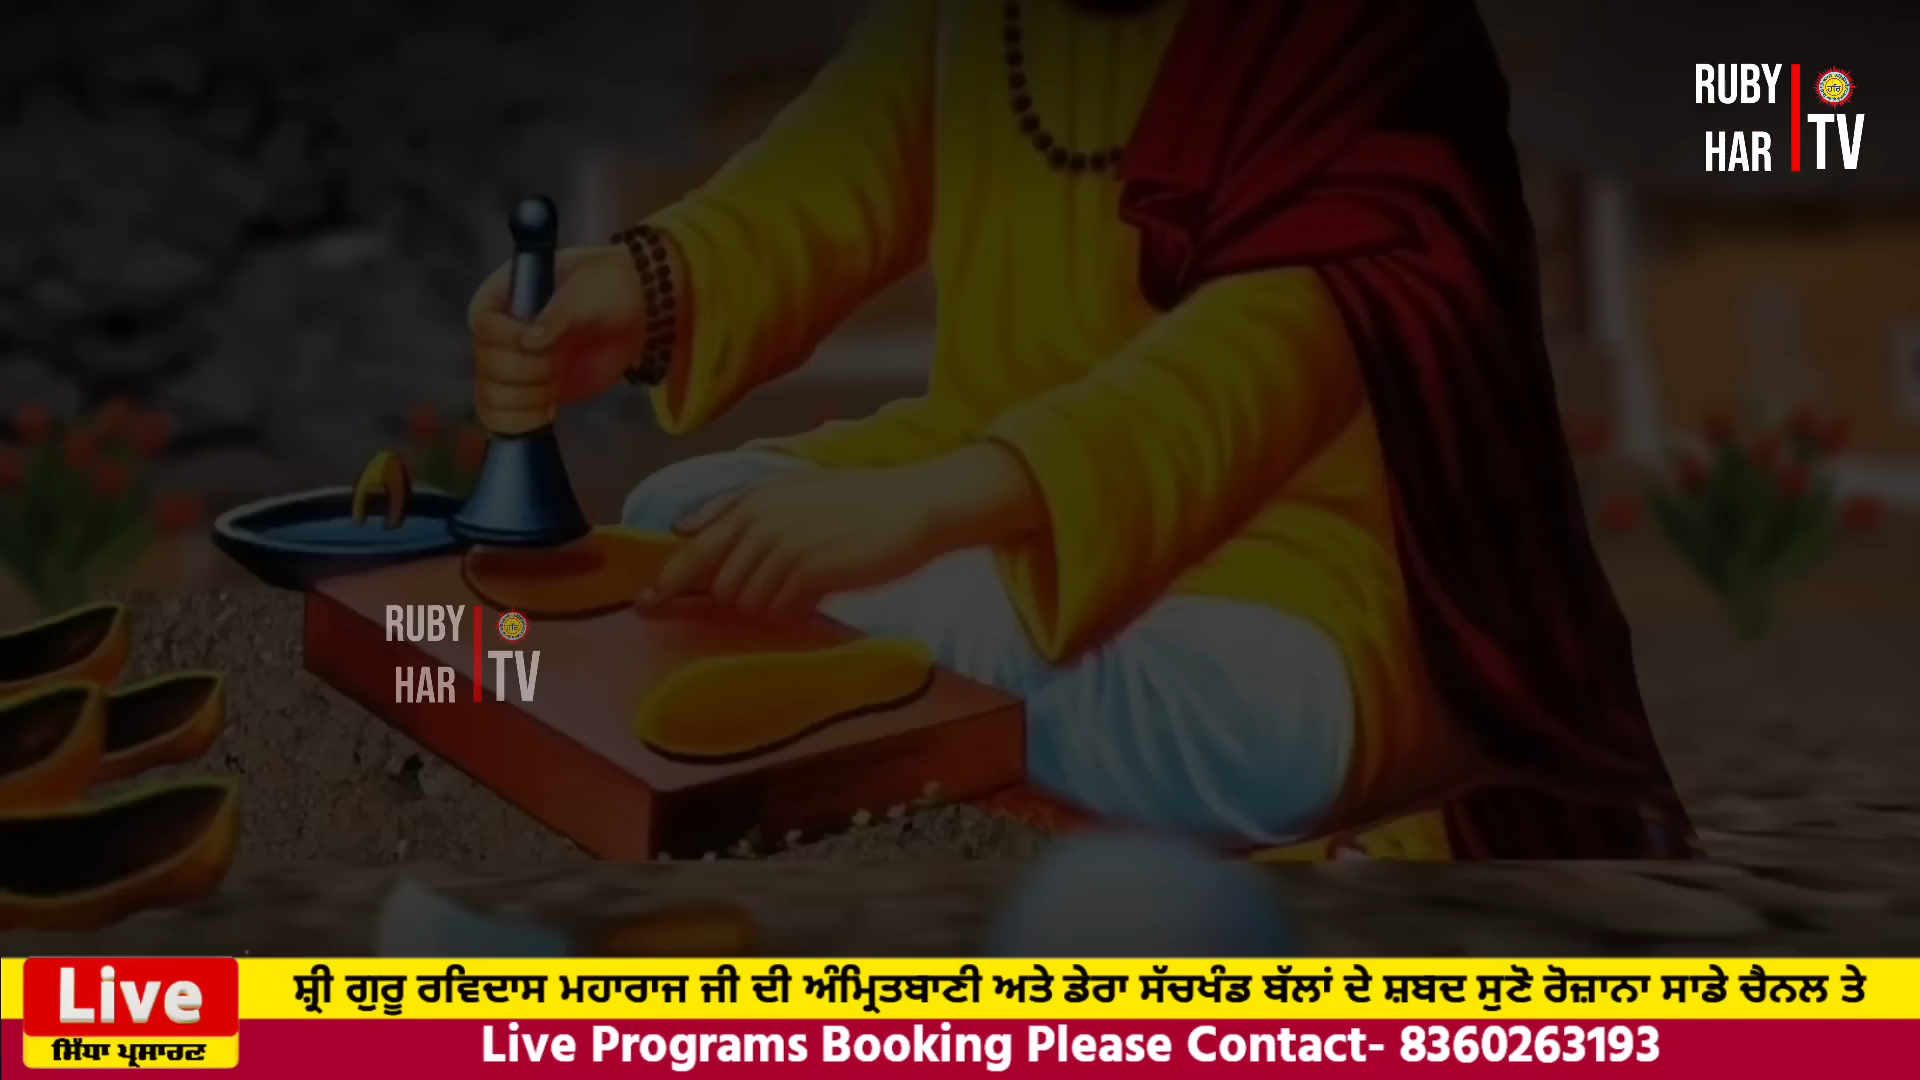 RUBY
HAR
TV
RUBY
HAR
TV
Live
ਸਿੱਧਾ ਪ੍ਰਸਾਰਣ
ਸ਼੍ਰੀ ਗੁਰੂ ਰਵਿਦਾਸ ਮਹਾਰਾਜ ਜੀ ਦੀ ਅੰਮ੍ਰਿਤਬਾਣੀ ਅਤੇ ਡੇਰਾ ਸੱਚਖੰਡ ਬੱਲਾਂ ਦੇ ਸ਼ਬਦ ਸੁਣੋ ਰੋਜ਼ਾਨਾ ਸਾਡੇ ਚੈਨਲ ਤੇ
Live Programs Booking Please Contact- 8360263193